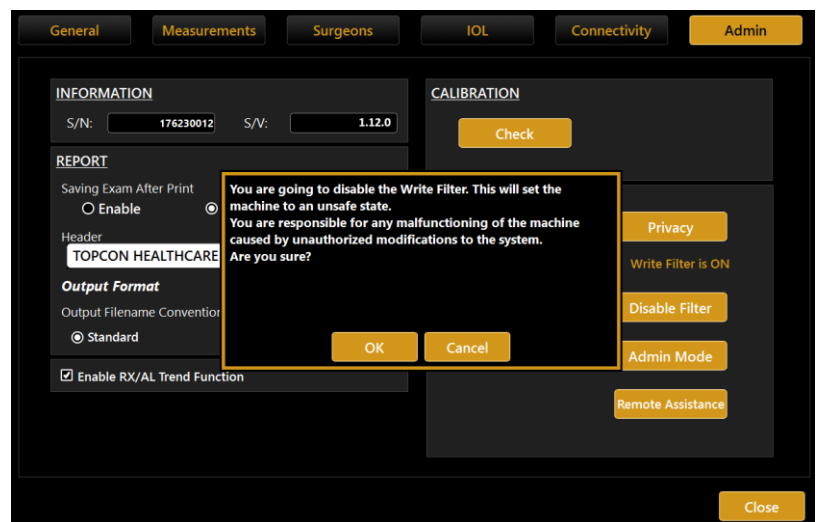 General Measurements Surgeons IOL Connectivity Admin
INFORMATION
S/N: 176230012 S/V: 1.12.0
REPORT
Saving Exam After Print
Enable
Header
TOPCON HEALTHCARE
Output Format
Output Filename Convention
Standard
Enable RX/AL Trend Function
You are going to disable the Write Filter. This will set the
machine to an unsafe state.
You are responsible for any malfunctioning of the machine
caused by unauthorized modifications to the system.
Are you sure?
OK Cancel
CALIBRATION
Check
Privacy
Write Filter is ON
Disable Filter
Admin Mode
Remote Assistance
Close